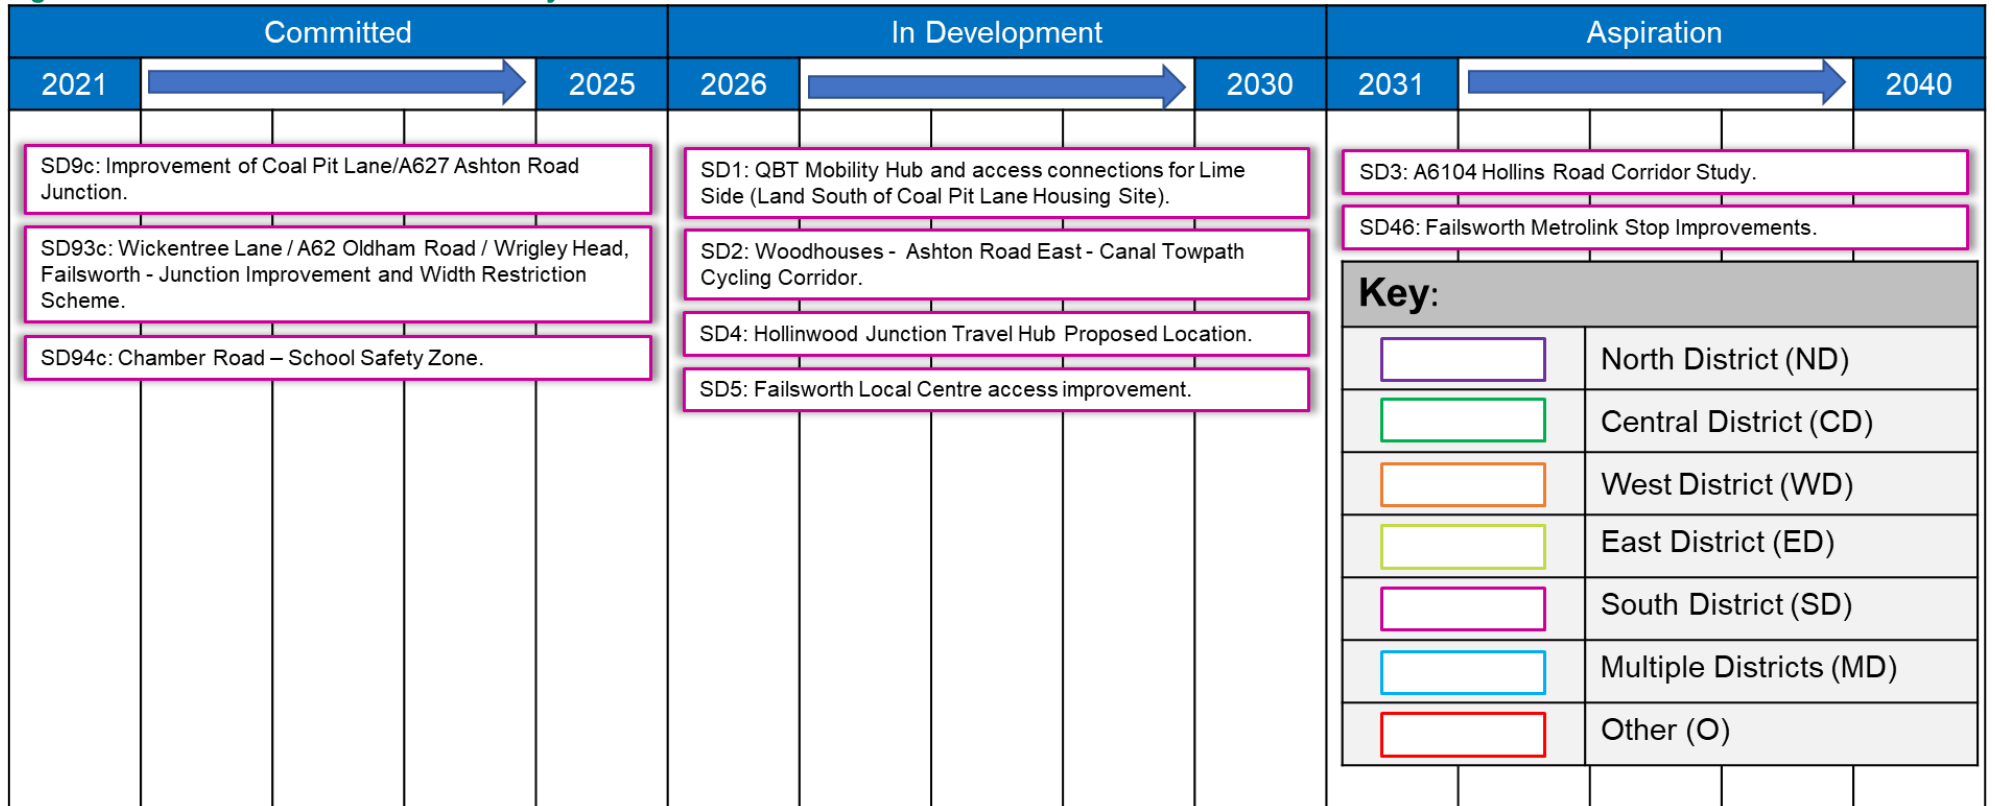 Committed
In Development
Aspiration
2021
2025
2026
2030
2031
2040
SD9c: Improvement of Coal Pit Lane/A627 Ashton Road
Junction.
SD93c: Wickentree Lane / A62 Oldham Road / Wrigley Head,
Failsworth - Junction Improvement and Width Restriction
Scheme.
SD94c: Chamber Road – School Safety Zone.
SD1: QBT Mobility Hub and access connections for Lime
Side (Land South of Coal Pit Lane Housing Site).
SD2: Woodhouses - Ashton Road East - Canal Towpath
Cycling Corridor.
SD4: Hollinwood Junction Travel Hub Proposed Location.
SD5: Failsworth Local Centre access improvement.
SD3: A6104 Hollins Road Corridor Study.
SD46: Failsworth Metrolink Stop Improvements.
Key:
North District (ND)
Central District (CD)
West District (WD)
East District (ED)
South District (SD)
Multiple Districts (MD)
Other (O)